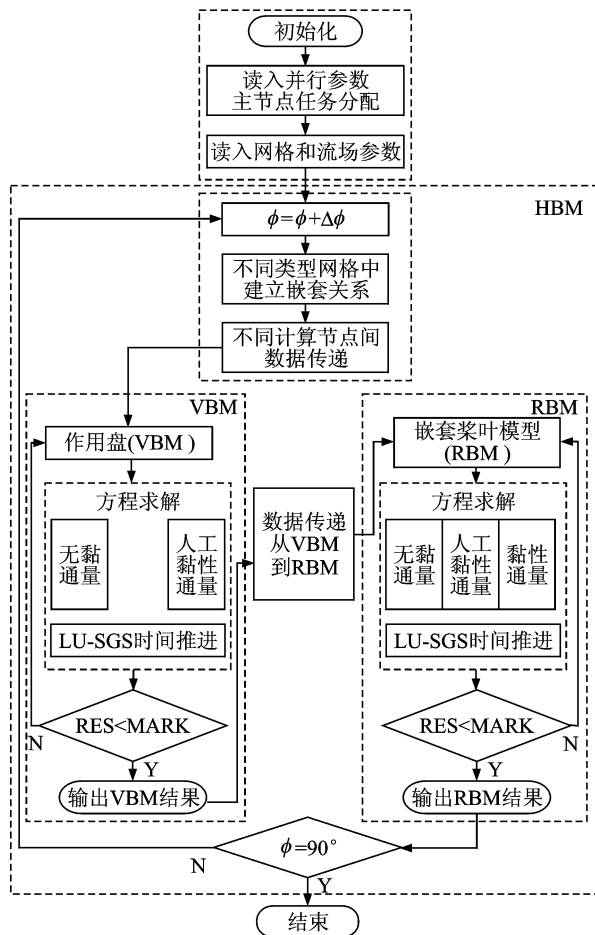 初始化
读入并行参数
主节点任务分配
读入网格和流场参数
HBM
ϕ=ϕ+Δϕ
不同类型网格中
建立嵌套关系
不同计算节点间
数据传递
VBM
作用盘(VBM)
方程求解
无黏
通量
人工
黏性
通量
LU-SGS时间推进
RES<MARK
N
Y
输出VBM结果
数据传递
从VBM
到RBM
RBM
嵌套桨叶模型
(RBM)
方程求解
无黏
通量
人工
黏性
通量
黏性
通量
LU-SGS时间推进
RES<MARK
N
Y
输出RBM结果
ϕ=90°
N
Y
结束